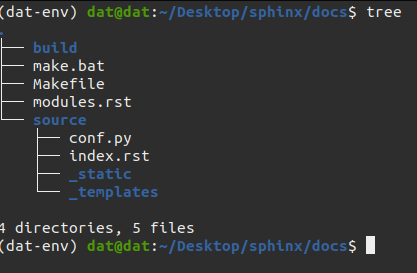 (dat-env) dat@dat:~/Desktop/sphinx/docs$ tree
.
├── build
├── make.bat
├── Makefile
├── modules.rst
└── source
    ├── conf.py
    ├── index.rst
    ├── _static
    └── _templates

4 directories, 5 files
(dat-env) dat@dat:~/Desktop/sphinx/docs$